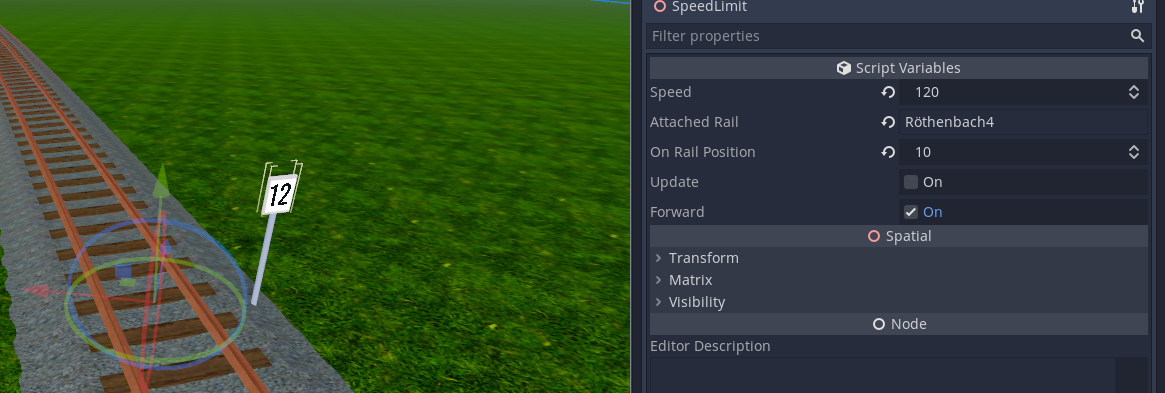 12
SpeedLimit
Filter properties
Script Variables
Speed 120
Attached Rail Röthenbach4
On Rail Position 10
Update On
Forward On
Spatial
Transform
Matrix
Visibility
Node
Editor Description